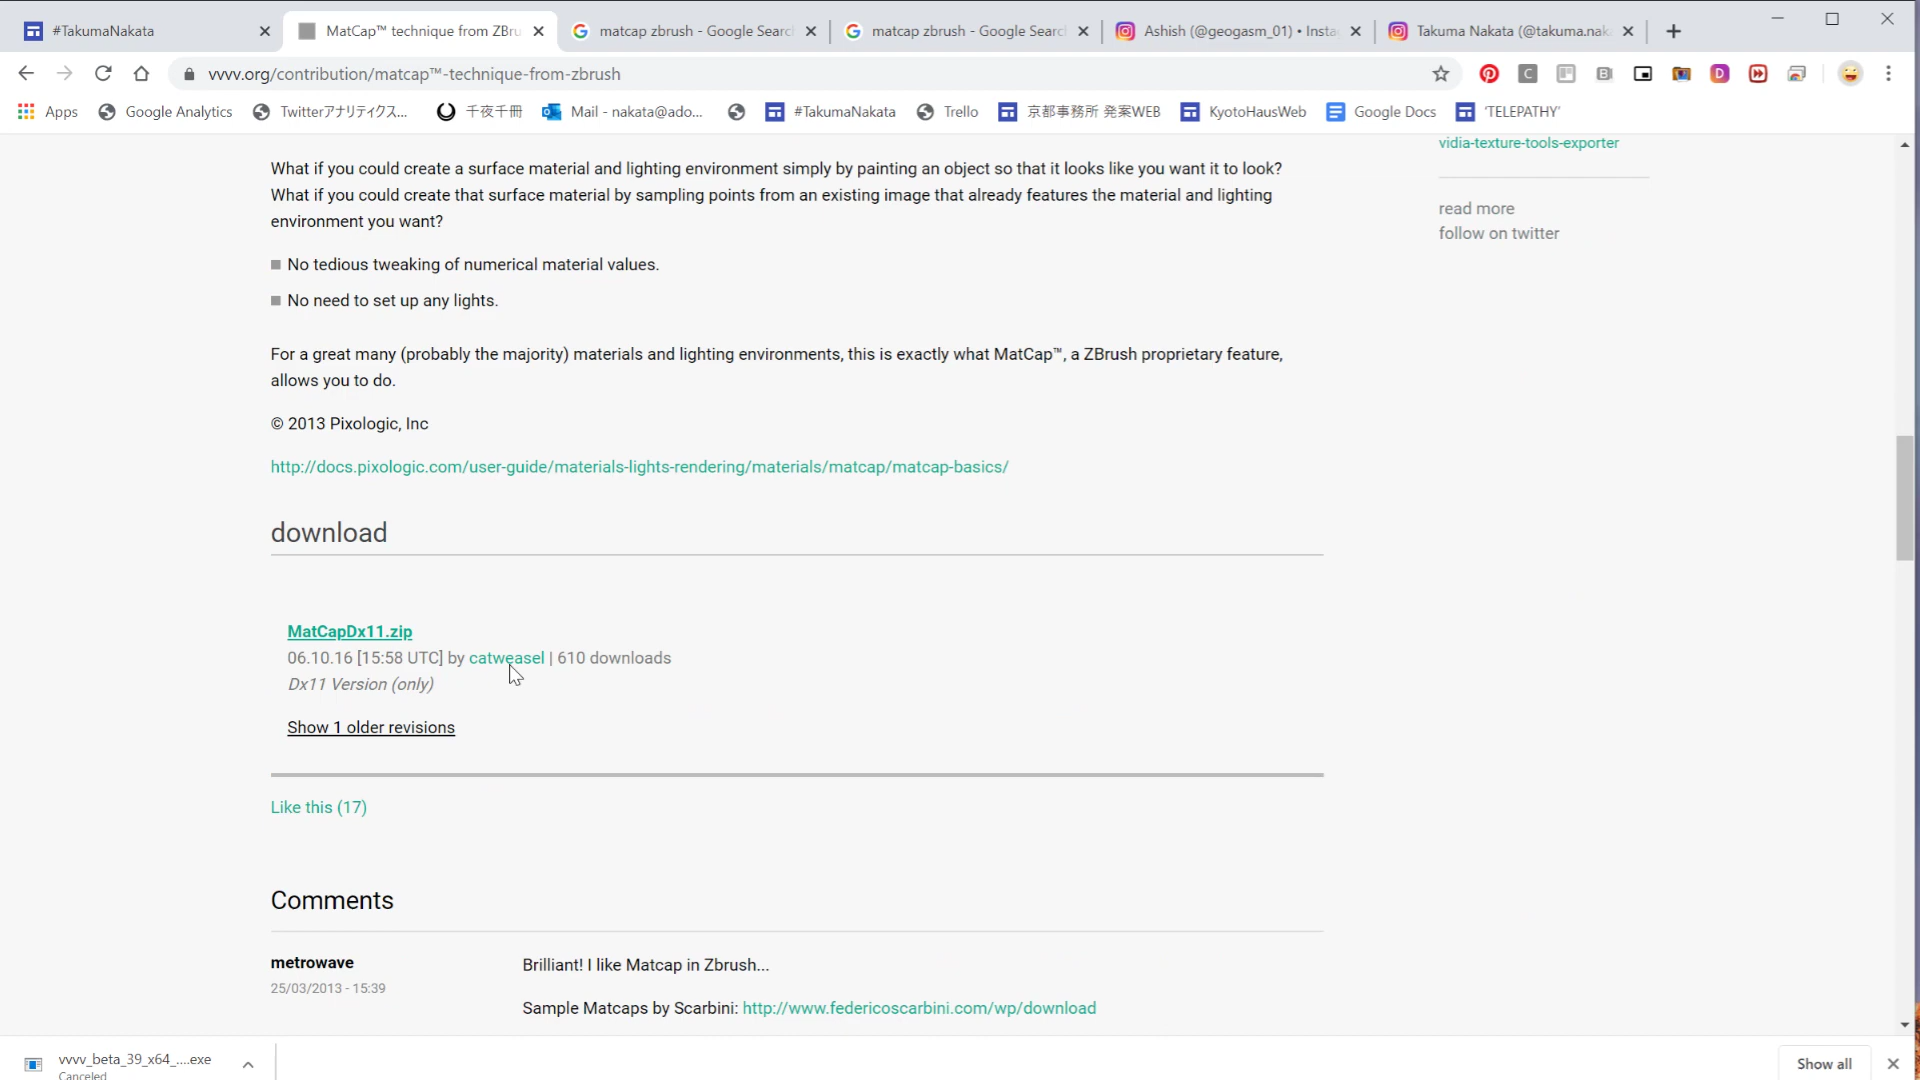 #TakumaNakata
MatCap™ technique from ZBru
matcap zbrush - Google Searc
matcap zbrush - Google Search
Ashish (@geogasm_01) • Insta
Takuma Nakata (@takuma.naka
vvvv.org/contribution/matcap™-technique-from-zbrush
Apps
Google Analytics
Twitterアナリティクス...
千夜千冊
Mail - nakata@ado...
#TakumaNakata
Trello
京都事務所 発案WEB
KyotoHausWeb
Google Docs
'TELEPATHY'
vidia-texture-tools-exporter
read more
follow on twitter
What if you could create a surface material and lighting environment simply by painting an object so that it looks like you want it to look?
What if you could create that surface material by sampling points from an existing image that already features the material and lighting
environment you want?
No tedious tweaking of numerical material values.
No need to set up any lights.
For a great many (probably the majority) materials and lighting environments, this is exactly what MatCap™, a ZBrush proprietary feature,
allows you to do.
© 2013 Pixologic, Inc
http://docs.pixologic.com/user-guide/materials-lights-rendering/materials/matcap/matcap-basics/
download
MatCapDx11.zip
06.10.16 [15:58 UTC] by catweasel | 610 downloads
Dx11 Version (only)
Show 1 older revisions
Like this (17)
Comments
metrowave
25/03/2013 - 15:39
Brilliant! I like Matcap in Zbrush...
Sample Matcaps by Scarbini: http://www.federicoscarbini.com/wp/download
vvvv_beta_39_x64_....exe
Canceled
Show all